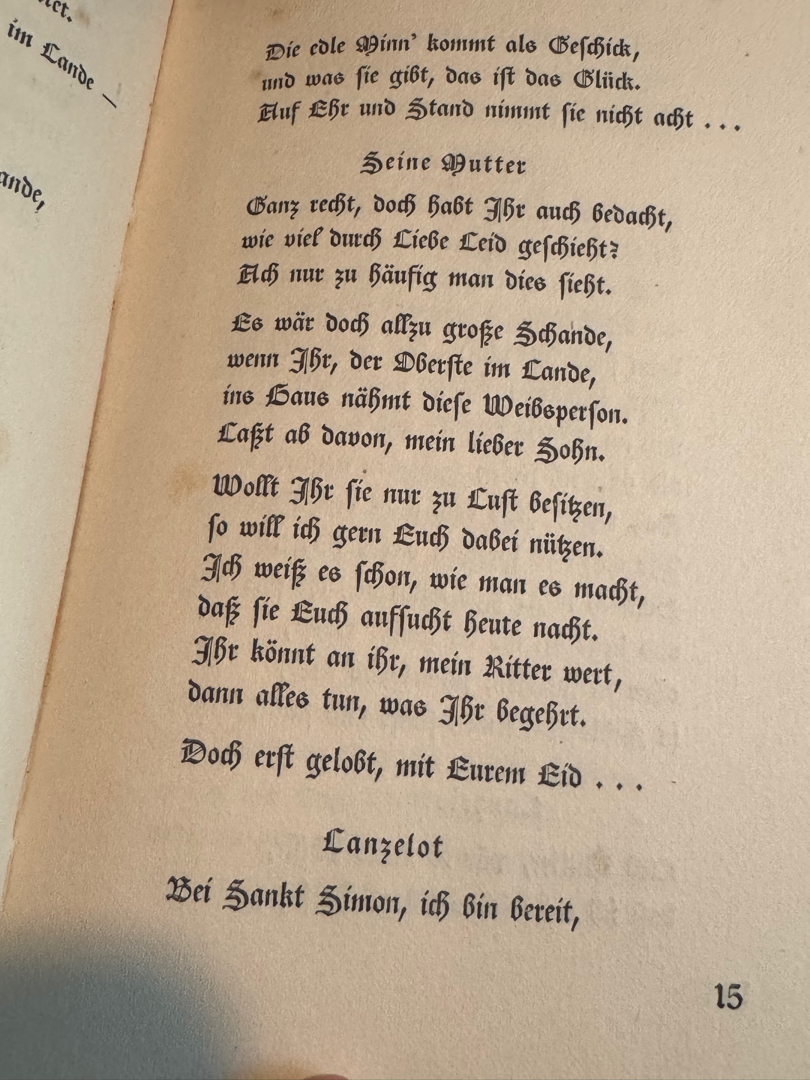 im Lande –
ande,
Die edle Minn' kommt als Geschick,
und was sie gibt, das ist das Glück.
Auf Ehr und Stand nimmt sie nicht acht . . .
Seine Mutter
Ganz recht, doch habt Ihr auch bedacht,
wie viel durch Liebe Leid geschieht?
Ach nur zu häufig man dies sieht.
Es wär doch allzu große Schande,
wenn Ihr, der Oberste im Lande,
ins Haus nähmt diese Weibsperson.
Laßt ab davon, mein lieber Sohn.
Wollt Ihr sie nur zu Lust besitzen,
so will ich gern Euch dabei nützen.
Ich weiß es schon, wie man es macht,
daß sie Euch aufsucht heute nacht.
Ihr könnt an ihr, mein Ritter wert,
dann alles tun, was Ihr begehrt.
Doch erst gelobt, mit Eurem Eid . . .
Lanzelot
Bei Sankt Simon, ich bin bereit,
15